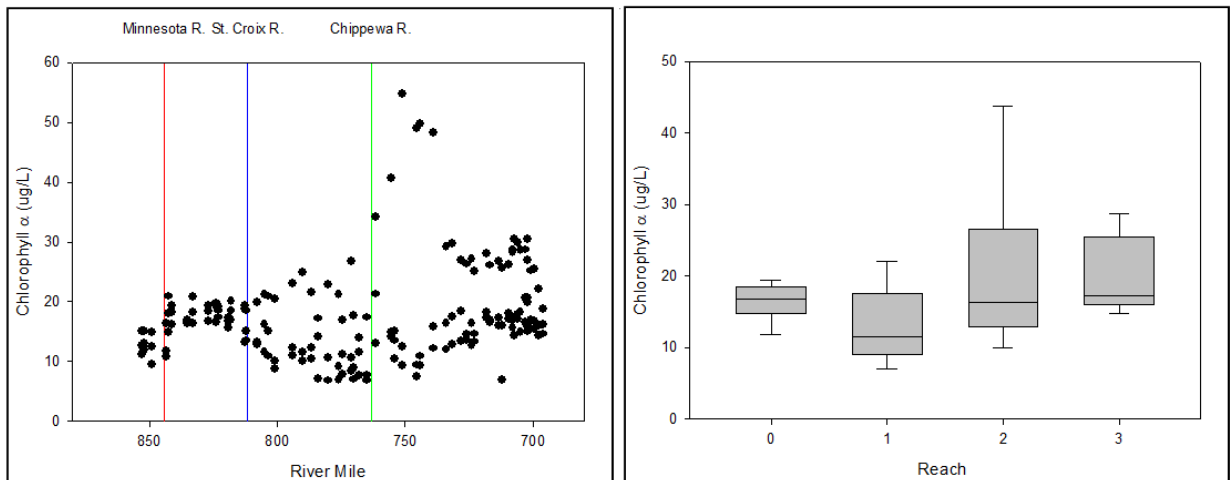 Minnesota R. St. Croix R. Chippewa R.
60
50
40
30
20
10
0
Chlorophyll α (ug/L)
850 800 750 700
River Mile
50
40
30
20
10
0
Chlorophyll α (ug/L)
0 1 2 3
Reach